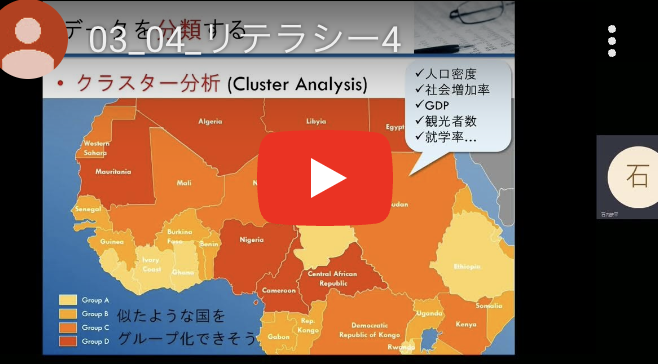 データを分類する
03_04_リテラシー4
• クラスター分析 (Cluster Analysis)
✓人口密度
✓社会増加率
✓GDP
✓観光者数
✓就学率...
Algeria
Libyia
Egypt
Western Sahara
Mauritania
Mali
Sudan
Senegal
Guinea
Burkina Faso
Benin
Ivory Coast
Ghana
Nigeria
Cameroon
Central African Republic
Ethiopia
Somalia
Uganda
Kenya
Rwanda
Gabon
Rep. Kongo
Democratic Republic of Kongo
Group A
Group B
Group C
Group D
似たような国を
グループ化できそう
石